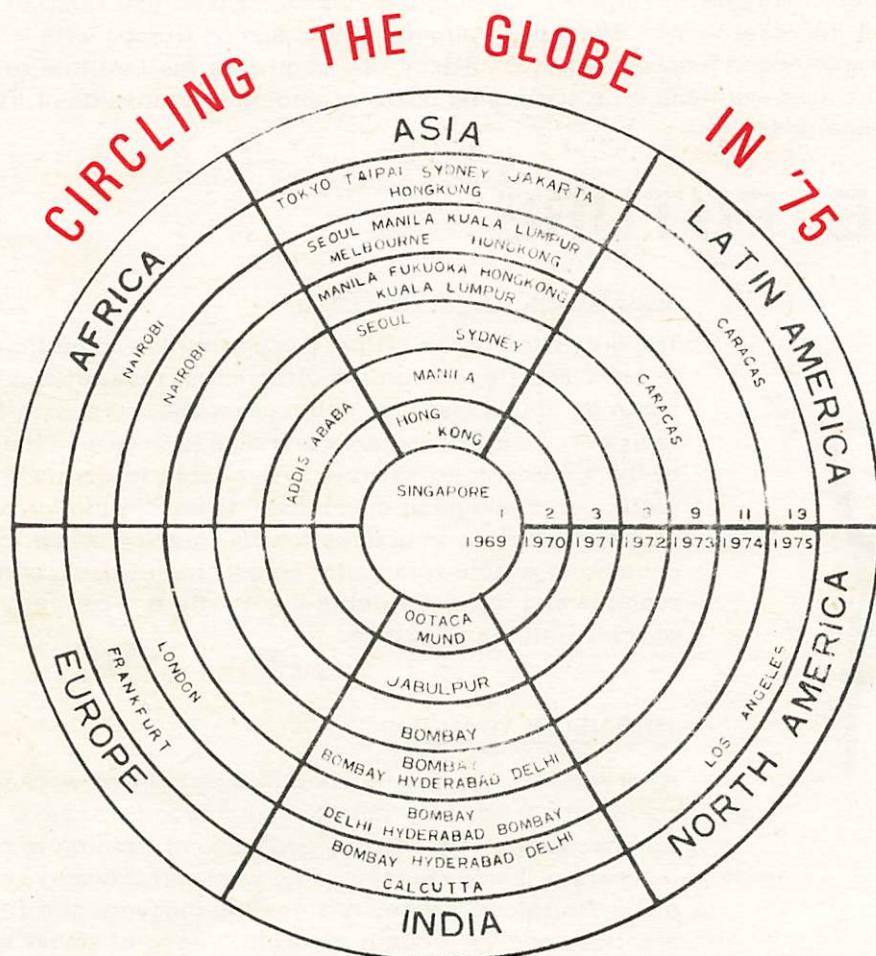 CIRCLING THE GLOBE IN '75
ASIA
TOKYO TAIPAI SYDNEY JAKARTA
HONGKONG
SEOUL MANILA KUALA LUMPUR
MELBOURNE HONGKONG
MANILA FUKUOKA HONGKONG
KUALA LUMPUR
SEOUL SYDNEY
MANILA
HONG
KONG
SINGAPORE
AFRICA
NAIROBI
NAIROBI
ADDIS ABABA
LATIN AMERICA
CARACAS
CARACAS
1 2 3 9 11 13
1969 1970 1971 1972 1973 1974 1975
EUROPE
FRANKFURT
LONDON
OOTACA
MUND
JABULPUR
BOMBAY
BOMBAY
BOMBAY HYDERABAD DELHI
BOMBAY
DELHI HYDERABAD BOMBAY
BOMBAY HYDERABAD DELHI
CALCUTTA
INDIA
LOS ANGELES
NORTH AMERICA